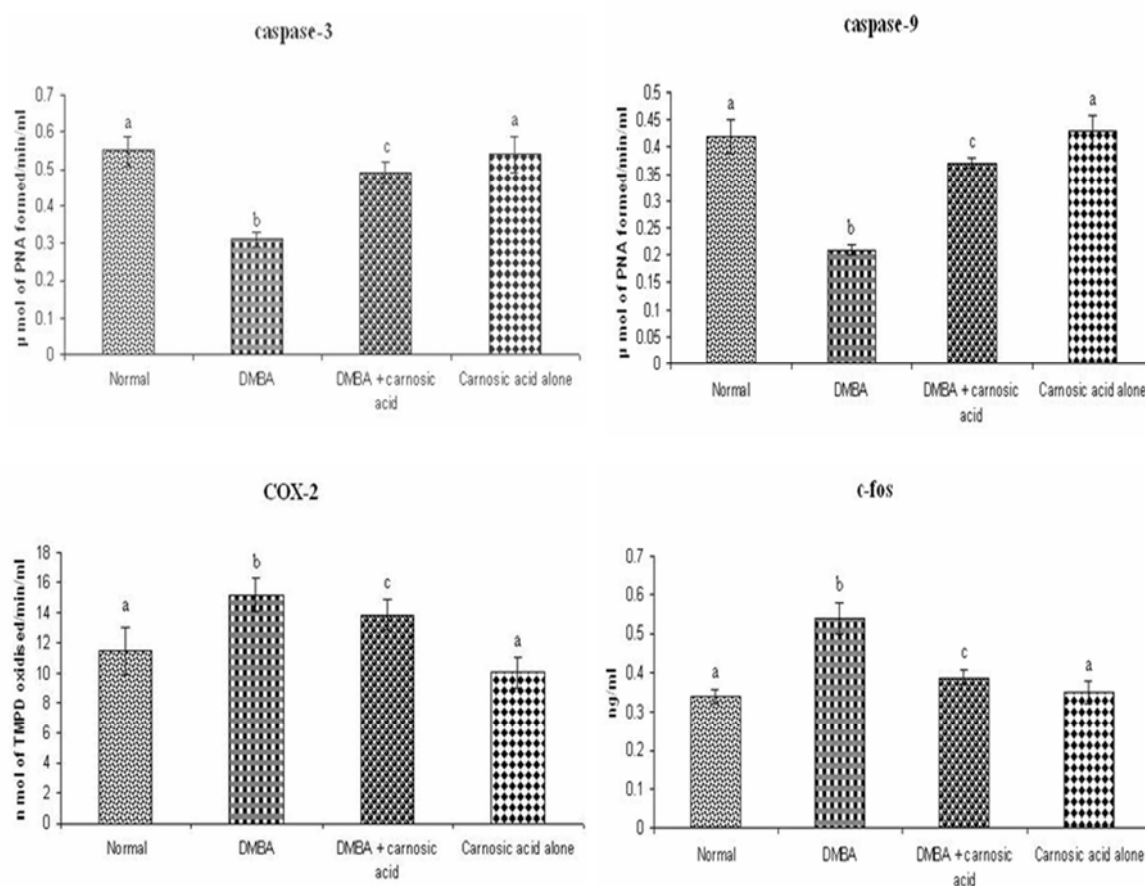 caspase-3
µ mol of PNA formed/min/ml
0.7
0.6
0.5
0.4
0.3
0.2
0.1
0
a
b
c
a
Normal
DMBA
DMBA + carnosic
acid
Carnosic acid alone
caspase-9
µ mol of PNA formed/min/ml
0.5
0.45
0.4
0.35
0.3
0.25
0.2
0.15
0.1
0.05
0
a
b
c
a
Normal
DMBA
DMBA + carnosic
acid
Carnosic acid alone
COX-2
n mol of TMPD oxidised/min/ml
18
16
14
12
10
8
6
4
2
0
a
b
c
a
Normal
DMBA
DMBA + carnosic
acid
Carnosic acid alone
c-fos
ng/ml
0.7
0.6
0.5
0.4
0.3
0.2
0.1
0
a
b
c
a
Normal
DMBA
DMBA + carnosic
acid
Carnosic acid alone